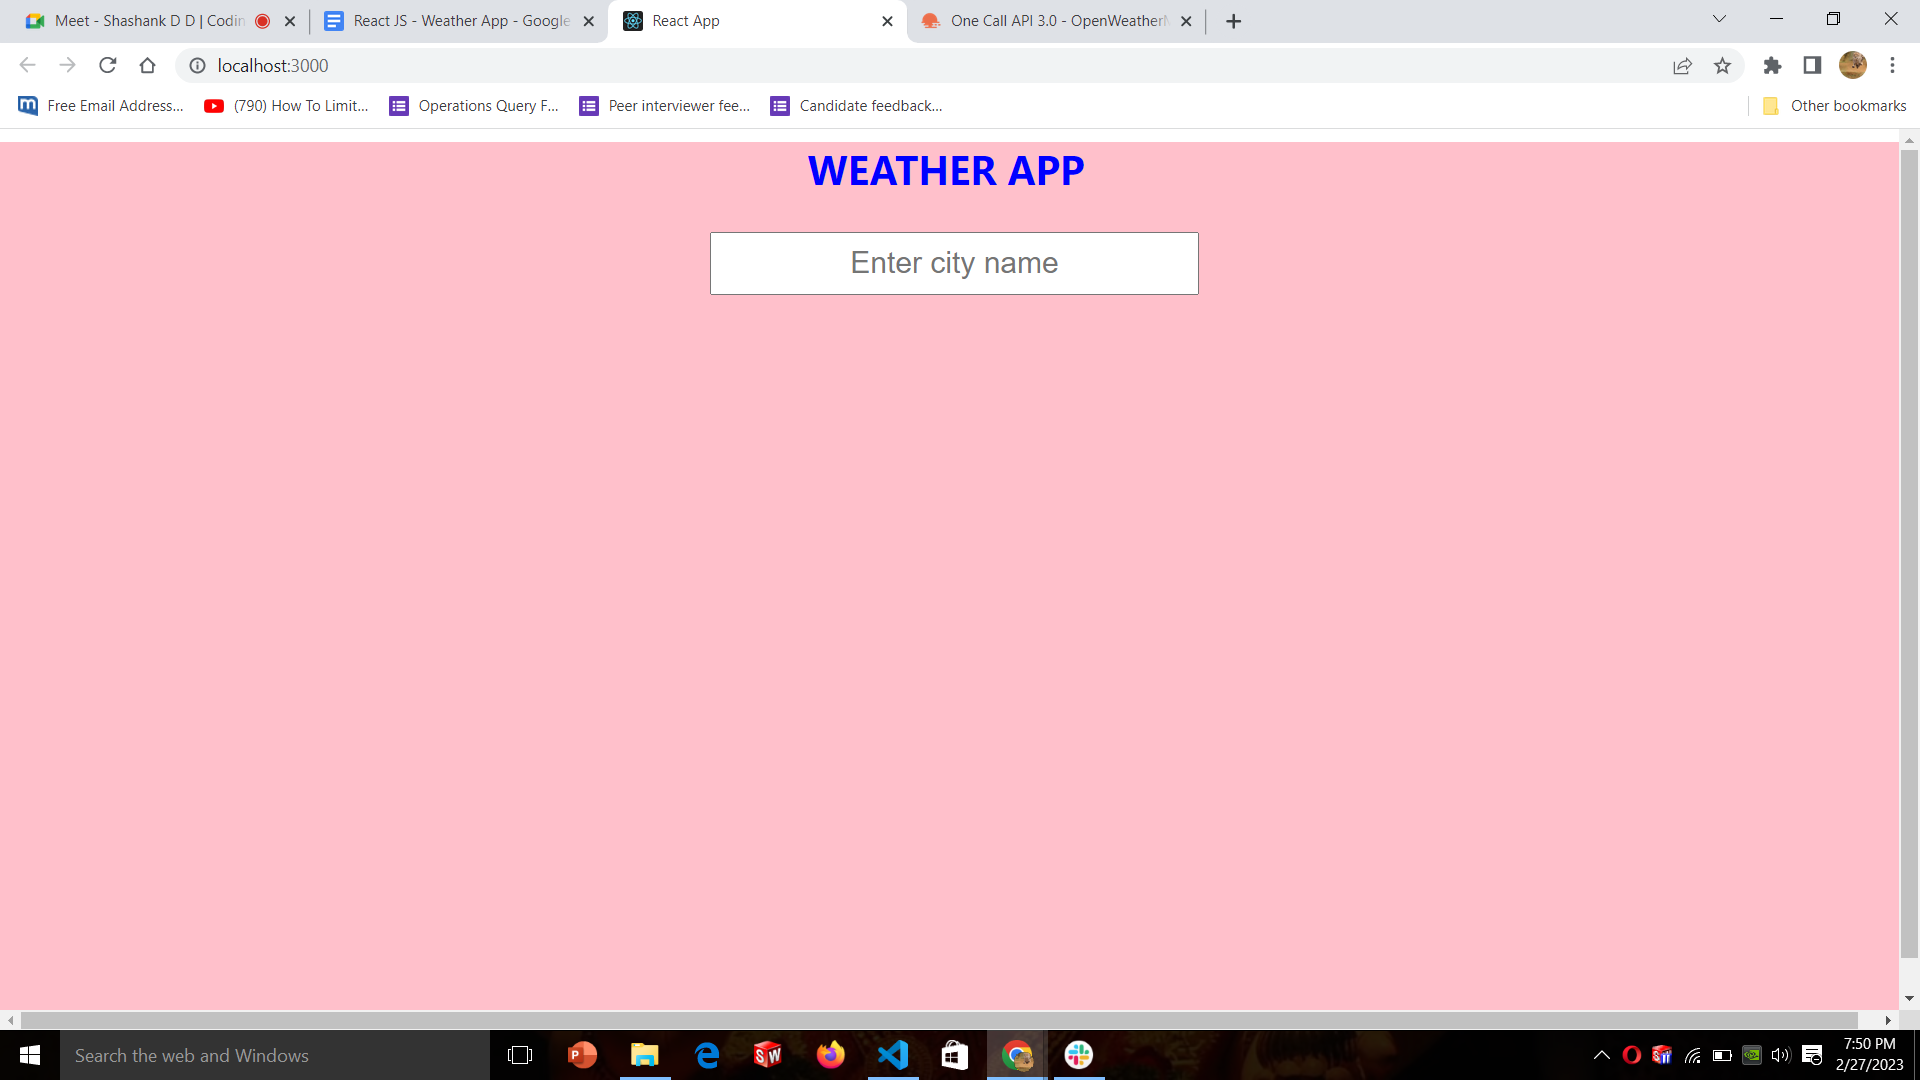 Meet - Shashank D D | Codin
React JS - Weather App - Google
React App
One Call API 3.0 - OpenWeatherM
localhost:3000
Free Email Address...
(790) How To Limit...
Operations Query F...
Peer interviewer fee...
Candidate feedback...
Other bookmarks
WEATHER APP
Enter city name
Search the web and Windows
7:50 PM
2/27/2023